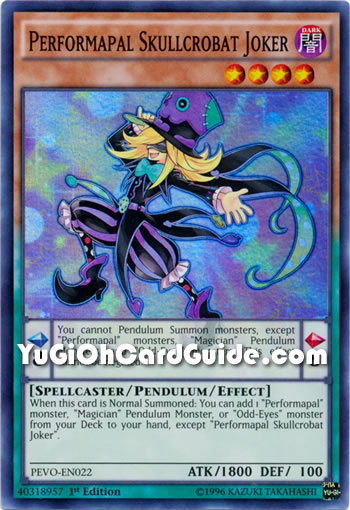 PERFORMAPAL SKULLCROBAT JOKER
DARK
闇
You cannot Pendulum Summon monsters, except
"Performapal" monsters, "Magician" Pendulum
YuGiOhCardGuide.com
[SPELLCASTER/PENDULUM/EFFECT]
When this card is Normal Summoned: You can add 1 "Performapal"
monster, "Magician" Pendulum Monster, or "Odd-Eyes" monster
from your Deck to your hand, except "Performapal Skullcrobat
Joker".
PEVO-EN022
ATK/1800 DEF/ 100
40318957 1st Edition
©1996 KAZUKI TAKAHASHI